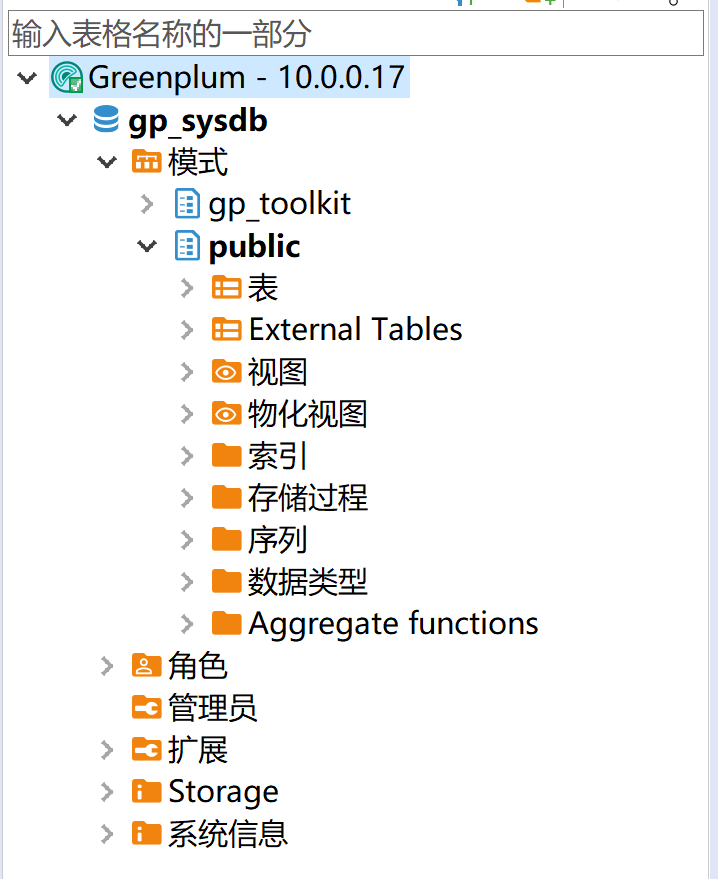 输入表格名称的一部分
Greenplum - 10.0.0.17
gp_sysdb
模式
gp_toolkit
public
表
External Tables
视图
物化视图
索引
存储过程
序列
数据类型
Aggregate functions
角色
管理员
扩展
Storage
系统信息